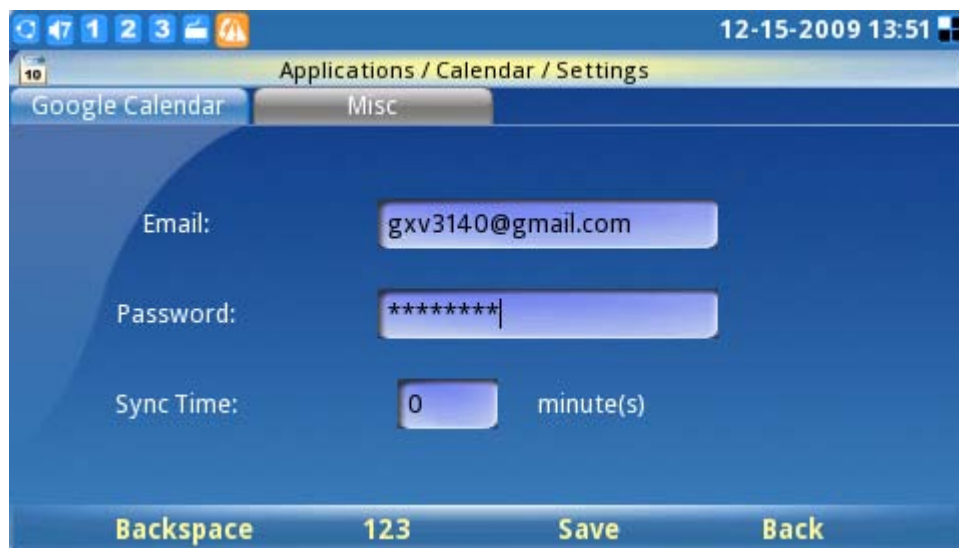 7 1 2 3 12-15-2009 13:51
10 Applications / Calendar / Settings
Google Calendar Misc
Email: gxv3140@gmail.com
Password: ********
Sync Time: 0 minute(s)
Backspace 123 Save Back